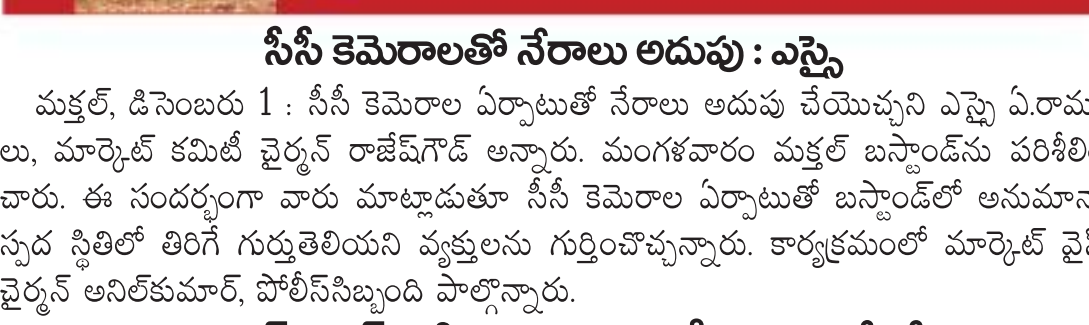 సీసీ కెమెరాలతో నేరాలు అదుపు : ఎస్సై
మక్తల్, డిసెంబరు 1 : సీసీ కెమెరాల ఏర్పాటుతో నేరాలు అదుపు చేయొచ్చని ఎస్సై ఏ.రాము
లు, మార్కెట్ కమిటీ చైర్మన్ రాజేష్‌గౌడ్ అన్నారు. మంగళవారం మక్తల్ బస్టాండ్‌ను పరిశీలిం
చారు. ఈ సందర్భంగా వారు మాట్లాడుతూ సీసీ కెమెరాల ఏర్పాటుతో బస్టాండ్‌లో అనుమానా
స్పద స్థితిలో తిరిగే గుర్తుతెలియని వ్యక్తులను గుర్తించొచ్చన్నారు. కార్యక్రమంలో మార్కెట్ వైస్
చైర్మన్ అనిల్‌కుమార్, పోలీస్‌సిబ్బంది పాల్గొన్నారు.